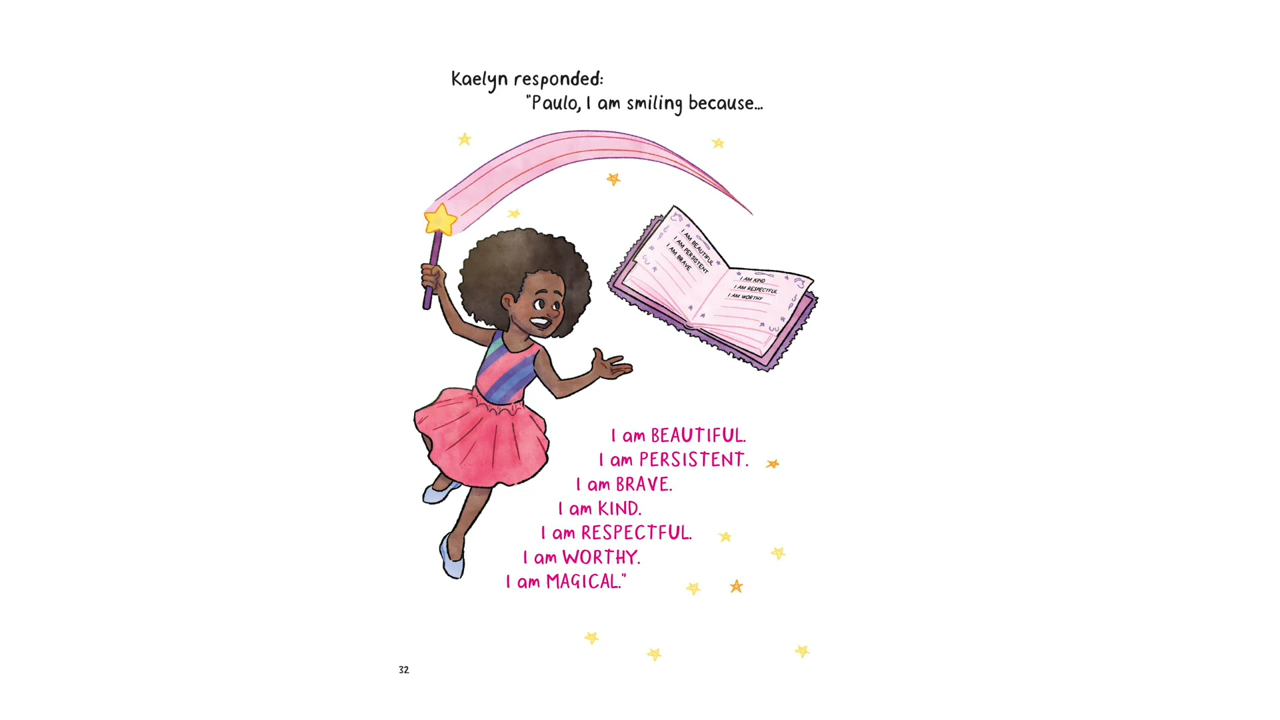 Kaelyn responded:
"Paulo, I am smiling because...
I AM BEAUTIFUL
I AM PERSISTENT
I AM BRAVE
I AM KIND
I AM RESPECTFUL
I AM WORTHY
I am BEAUTIFUL.
I am PERSISTENT.
I am BRAVE.
I am KIND.
I am RESPECTFUL.
I am WORTHY.
I am MAGICAL."
32